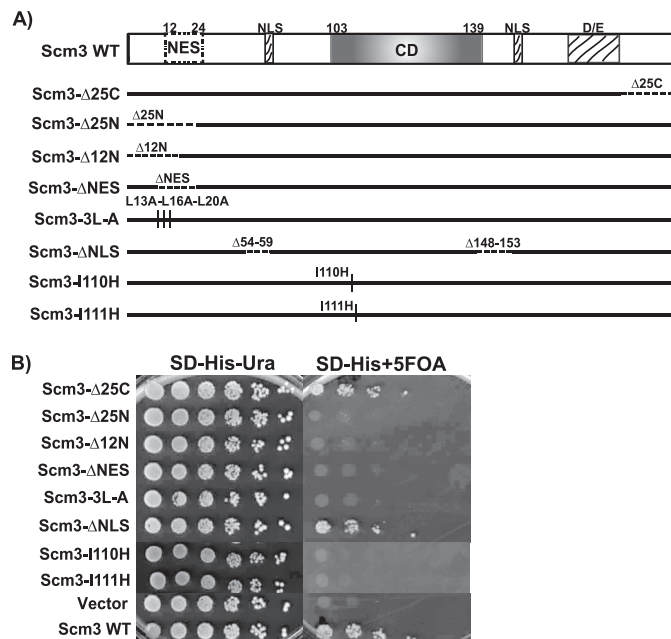 A)
12 24 NLS 103 139 NLS D/E
Scm3 WT NES CD
Scm3-Δ25C Δ25C
Scm3-Δ25N Δ25N
Scm3-Δ12N Δ12N
Scm3-ΔNES ΔNES
L13A-L16A-L20A
Scm3-3L-A
Scm3-ΔNLS Δ54-59 Δ148-153
Scm3-I110H I110H
Scm3-I111H I111H
B)
SD-His-Ura SD-His+5FOA
Scm3-Δ25C
Scm3-Δ25N
Scm3-Δ12N
Scm3-ΔNES
Scm3-3L-A
Scm3-ΔNLS
Scm3-I110H
Scm3-I111H
Vector
Scm3 WT